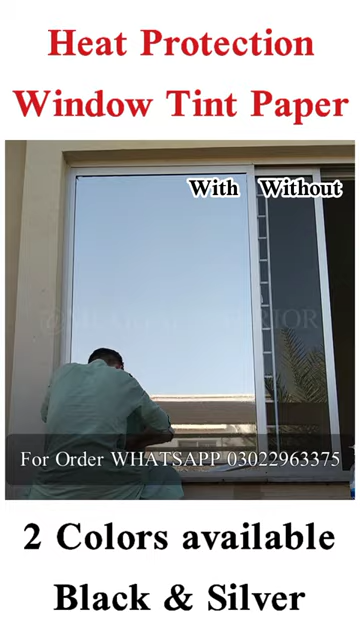 Heat Protection
Window Tint Paper
With Without
For Order WHATSAPP 03022963375
2 Colors available
Black & Silver